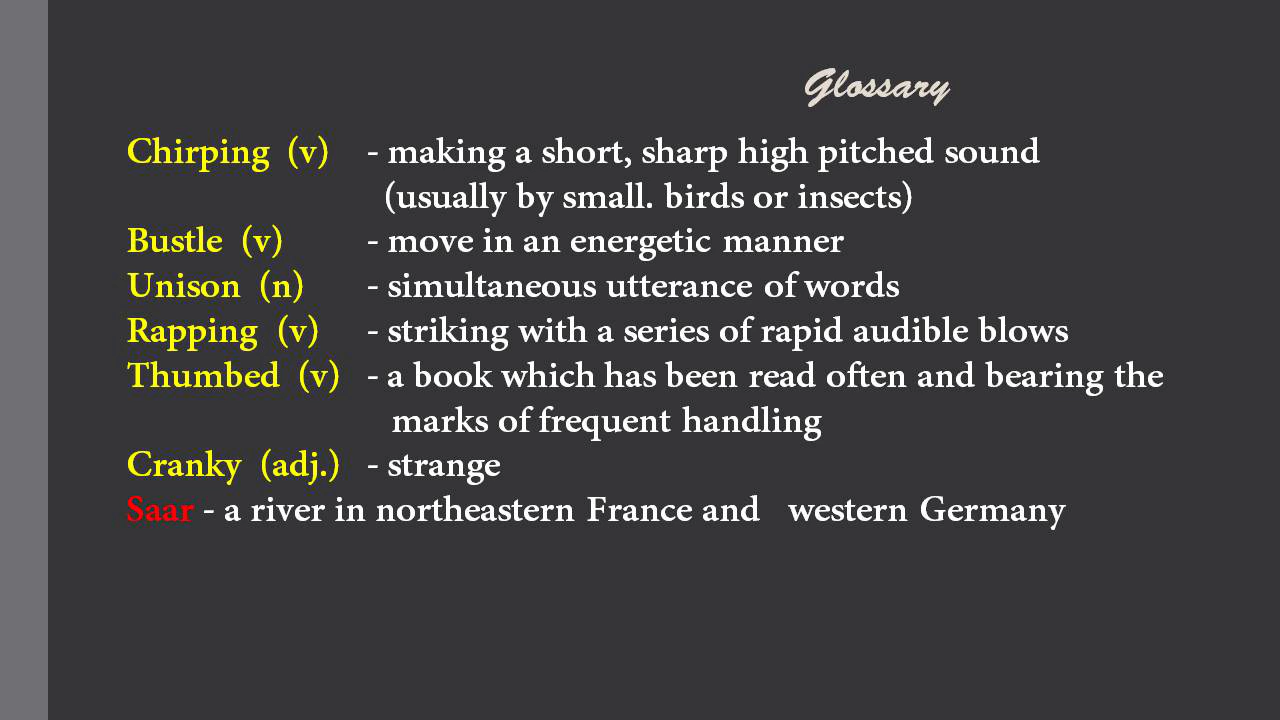 Glossary
Chirping (v) - making a short, sharp high pitched sound
(usually by small. birds or insects)
Bustle (v) - move in an energetic manner
Unison (n) - simultaneous utterance of words
Rapping (v) - striking with a series of rapid audible blows
Thumbed (v) - a book which has been read often and bearing the
marks of frequent handling
Cranky (adj.) - strange
Saar - a river in northeastern France and western Germany